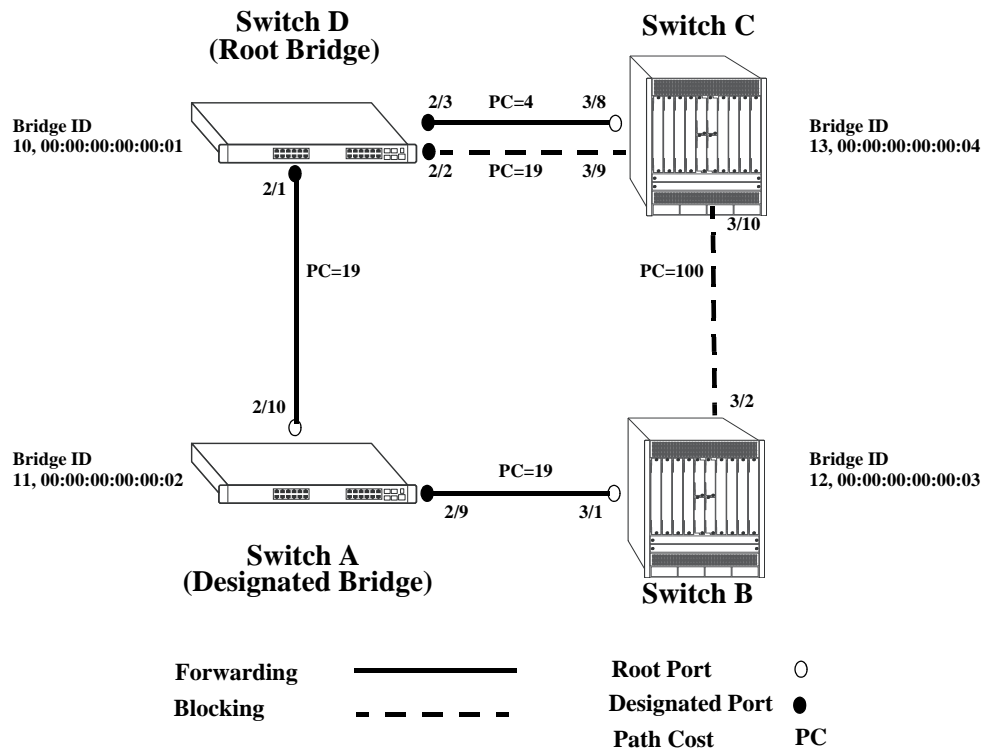 Switch D
(Root Bridge)
Switch C
2/3
PC=4
3/8
Bridge ID
10, 00:00:00:00:00:01
Bridge ID
13, 00:00:00:00:00:04
2/2
PC=19
3/9
2/1
3/10
PC=19
PC=100
2/10
3/2
Bridge ID
11, 00:00:00:00:00:02
PC=19
Bridge ID
12, 00:00:00:00:00:03
2/9
3/1
Switch A
(Designated Bridge)
Switch B
Forwarding
Root Port
Blocking
Designated Port
Path Cost
PC